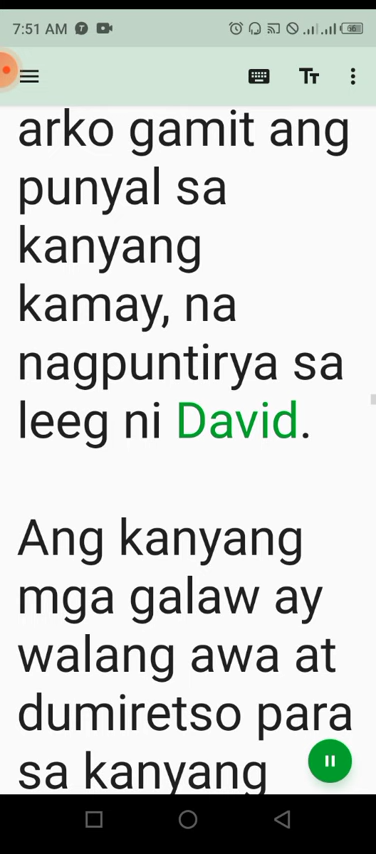 7:51 AM
arko gamit ang
punyal sa
kanyang
kamay, na
nagpuntirya sa
leeg ni David.
Ang kanyang
mga galaw ay
walang awa at
dumiretso para
sa kanyang